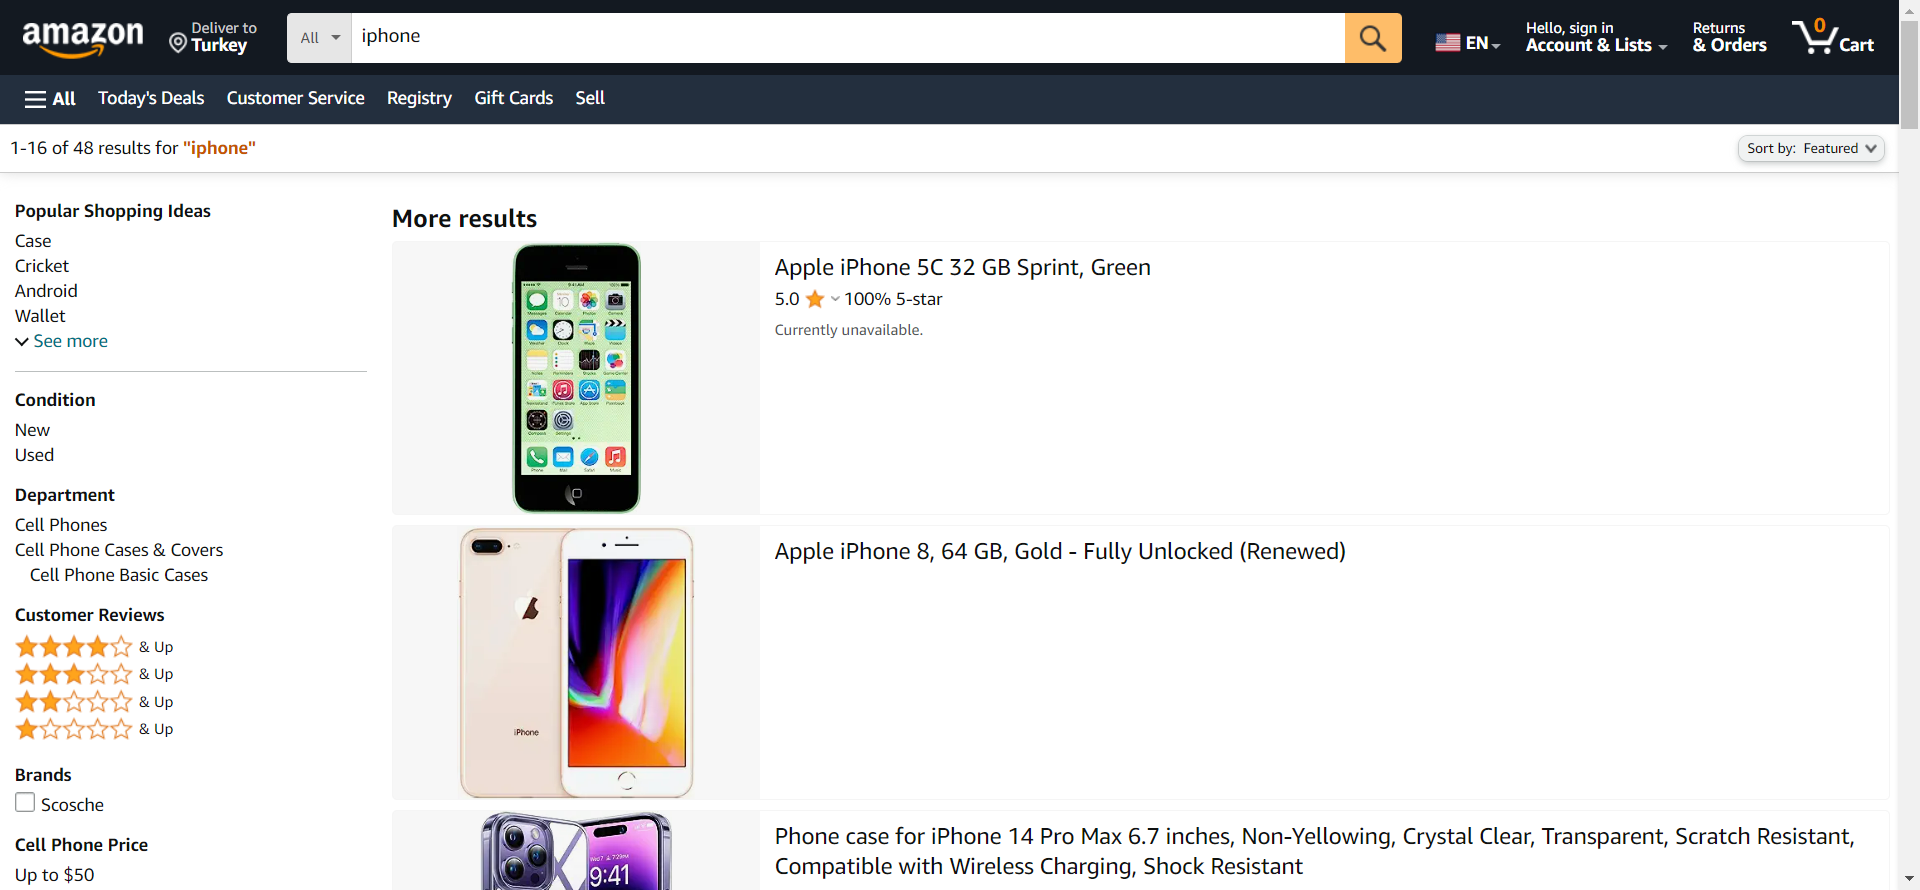 amazon
Deliver to
Turkey
All
iphone
EN
Hello, sign in
Account & Lists
Returns
& Orders
0
Cart
All
Today's Deals
Customer Service
Registry
Gift Cards
Sell
1-16 of 48 results for "iphone"
Sort by: Featured
Popular Shopping Ideas
Case
Cricket
Android
Wallet
See more
Condition
New
Used
Department
Cell Phones
Cell Phone Cases & Covers
Cell Phone Basic Cases
Customer Reviews
& Up
& Up
& Up
& Up
Brands
Scosche
Cell Phone Price
Up to $50
More results
Apple iPhone 5C 32 GB Sprint, Green
5.0 100% 5-star
Currently unavailable.
iPhone
Apple iPhone 8, 64 GB, Gold - Fully Unlocked (Renewed)
9:41
Phone case for iPhone 14 Pro Max 6.7 inches, Non-Yellowing, Crystal Clear, Transparent, Scratch Resistant,
Compatible with Wireless Charging, Shock Resistant